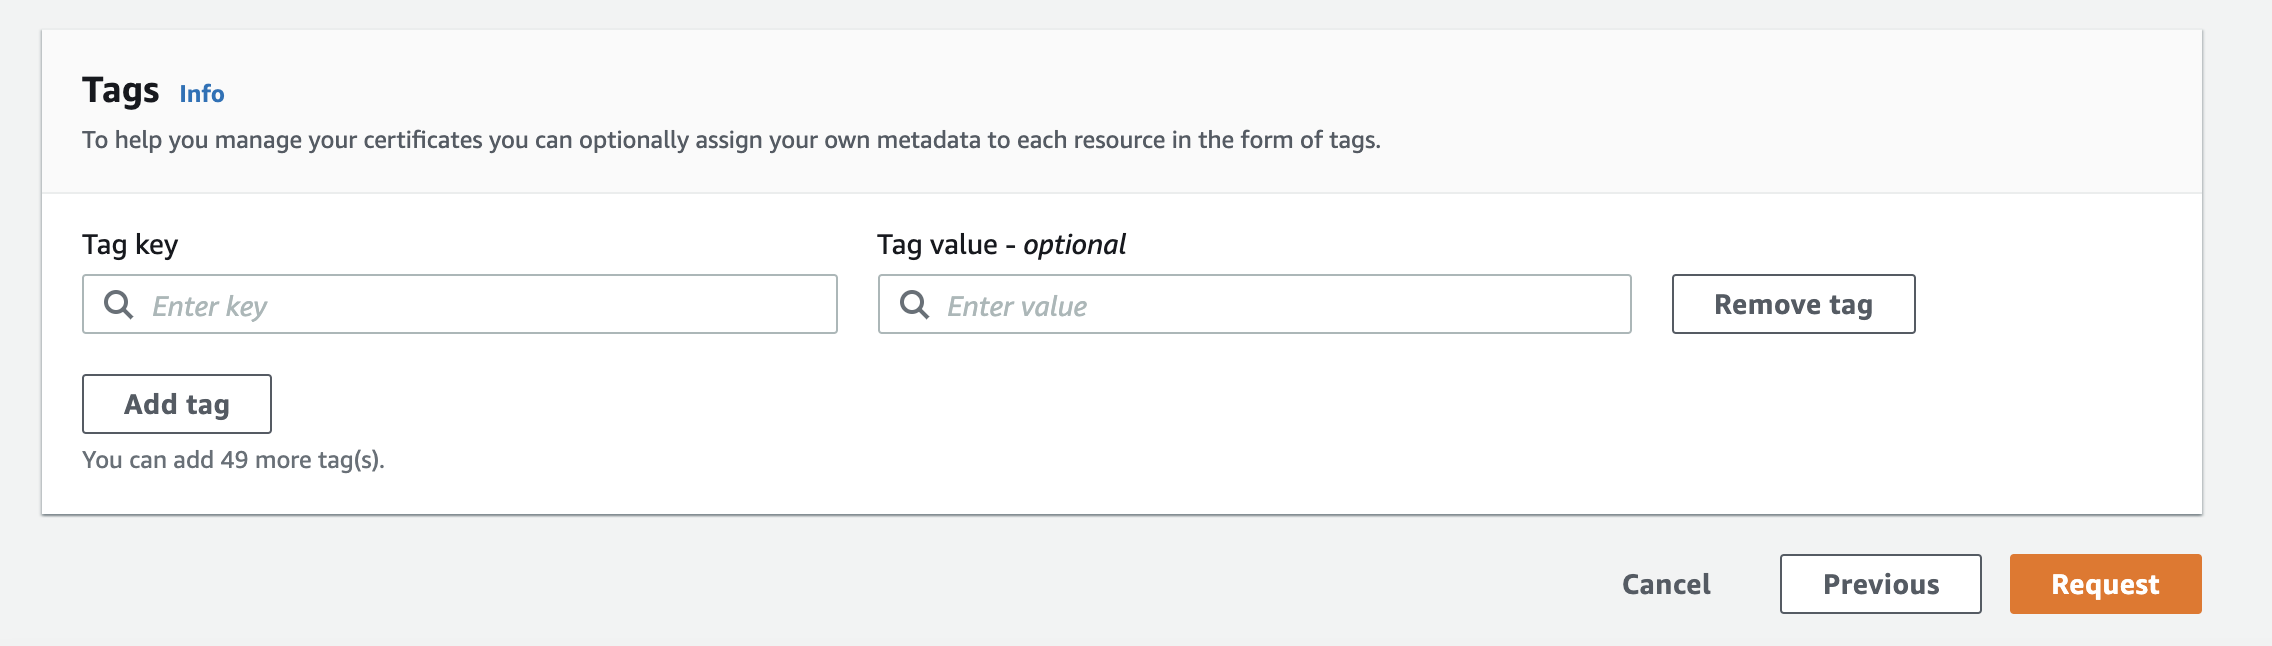 Tags Info
To help you manage your certificates you can optionally assign your own metadata to each resource in the form of tags.
Tag key
Tag value - optional
Enter key
Enter value
Remove tag
Add tag
You can add 49 more tag(s).
Cancel
Previous
Request